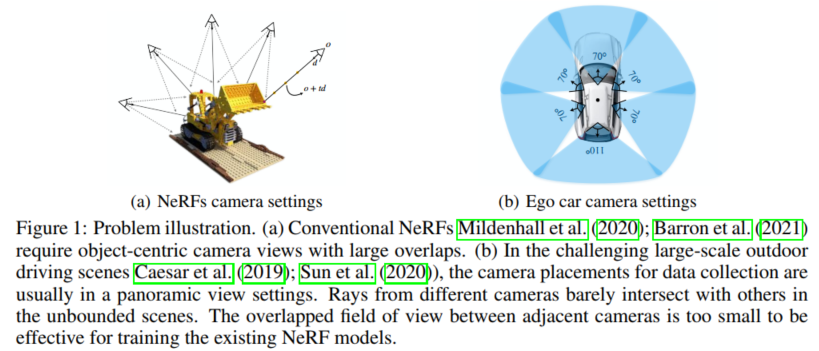 o
d
o + td
70°
70°
70°
70°
70°
110°
(a) NeRFs camera settings
(b) Ego car camera settings
Figure 1: Problem illustration. (a) Conventional NeRFs Mildenhall et al. (2020); Barron et al. (2021)
require object-centric camera views with large overlaps. (b) In the challenging large-scale outdoor
driving scenes Caesar et al. (2019); Sun et al. (2020)), the camera placements for data collection are
usually in a panoramic view settings. Rays from different cameras barely intersect with others in
the unbounded scenes. The overlapped field of view between adjacent cameras is too small to be
effective for training the existing NeRF models.